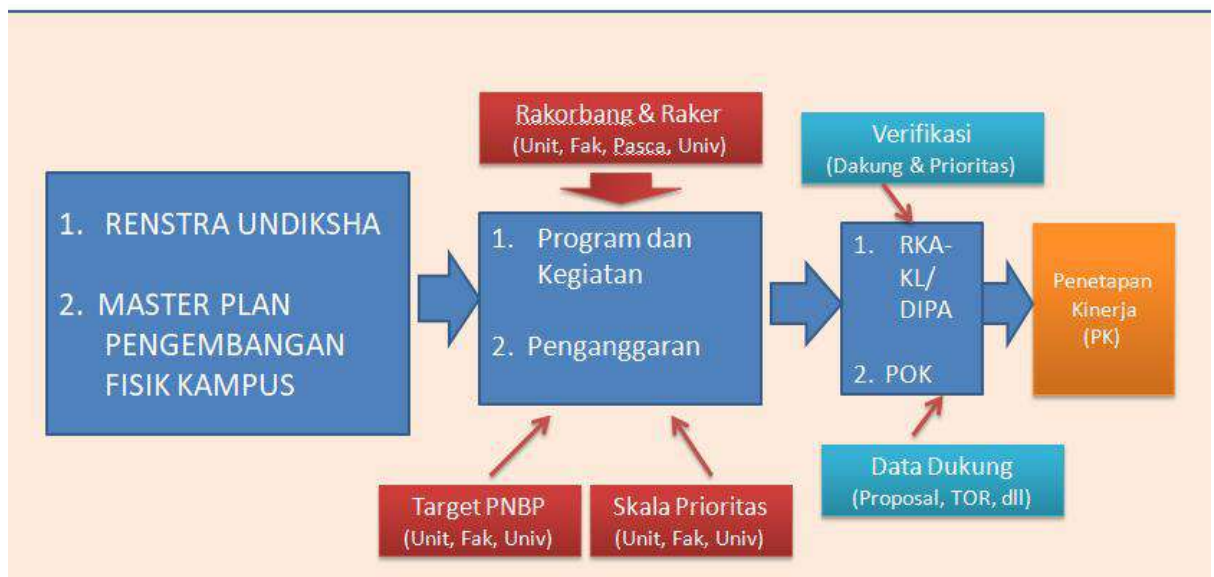 Rakorbang & Raker
(Unit, Fak, Pasca, Univ)
Verifikasi
(Dakung & Prioritas)
1. RENSTRA UNDIKSHA
2. MASTER PLAN
PENGEMBANGAN
FISIK KAMPUS
1. Program dan
Kegiatan
2. Penganggaran
1. RKA-
KL/
DIPA
2. POK
Penetapan
Kinerja
(PK)
Target PNBP
(Unit, Fak, Univ)
Skala Prioritas
(Unit, Fak, Univ)
Data Dukung
(Proposal, TOR, dll)